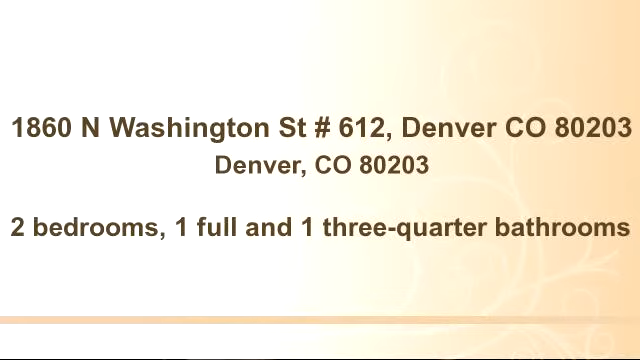 1860 N Washington St # 612, Denver CO 80203
Denver, CO 80203
2 bedrooms, 1 full and 1 three-quarter bathrooms